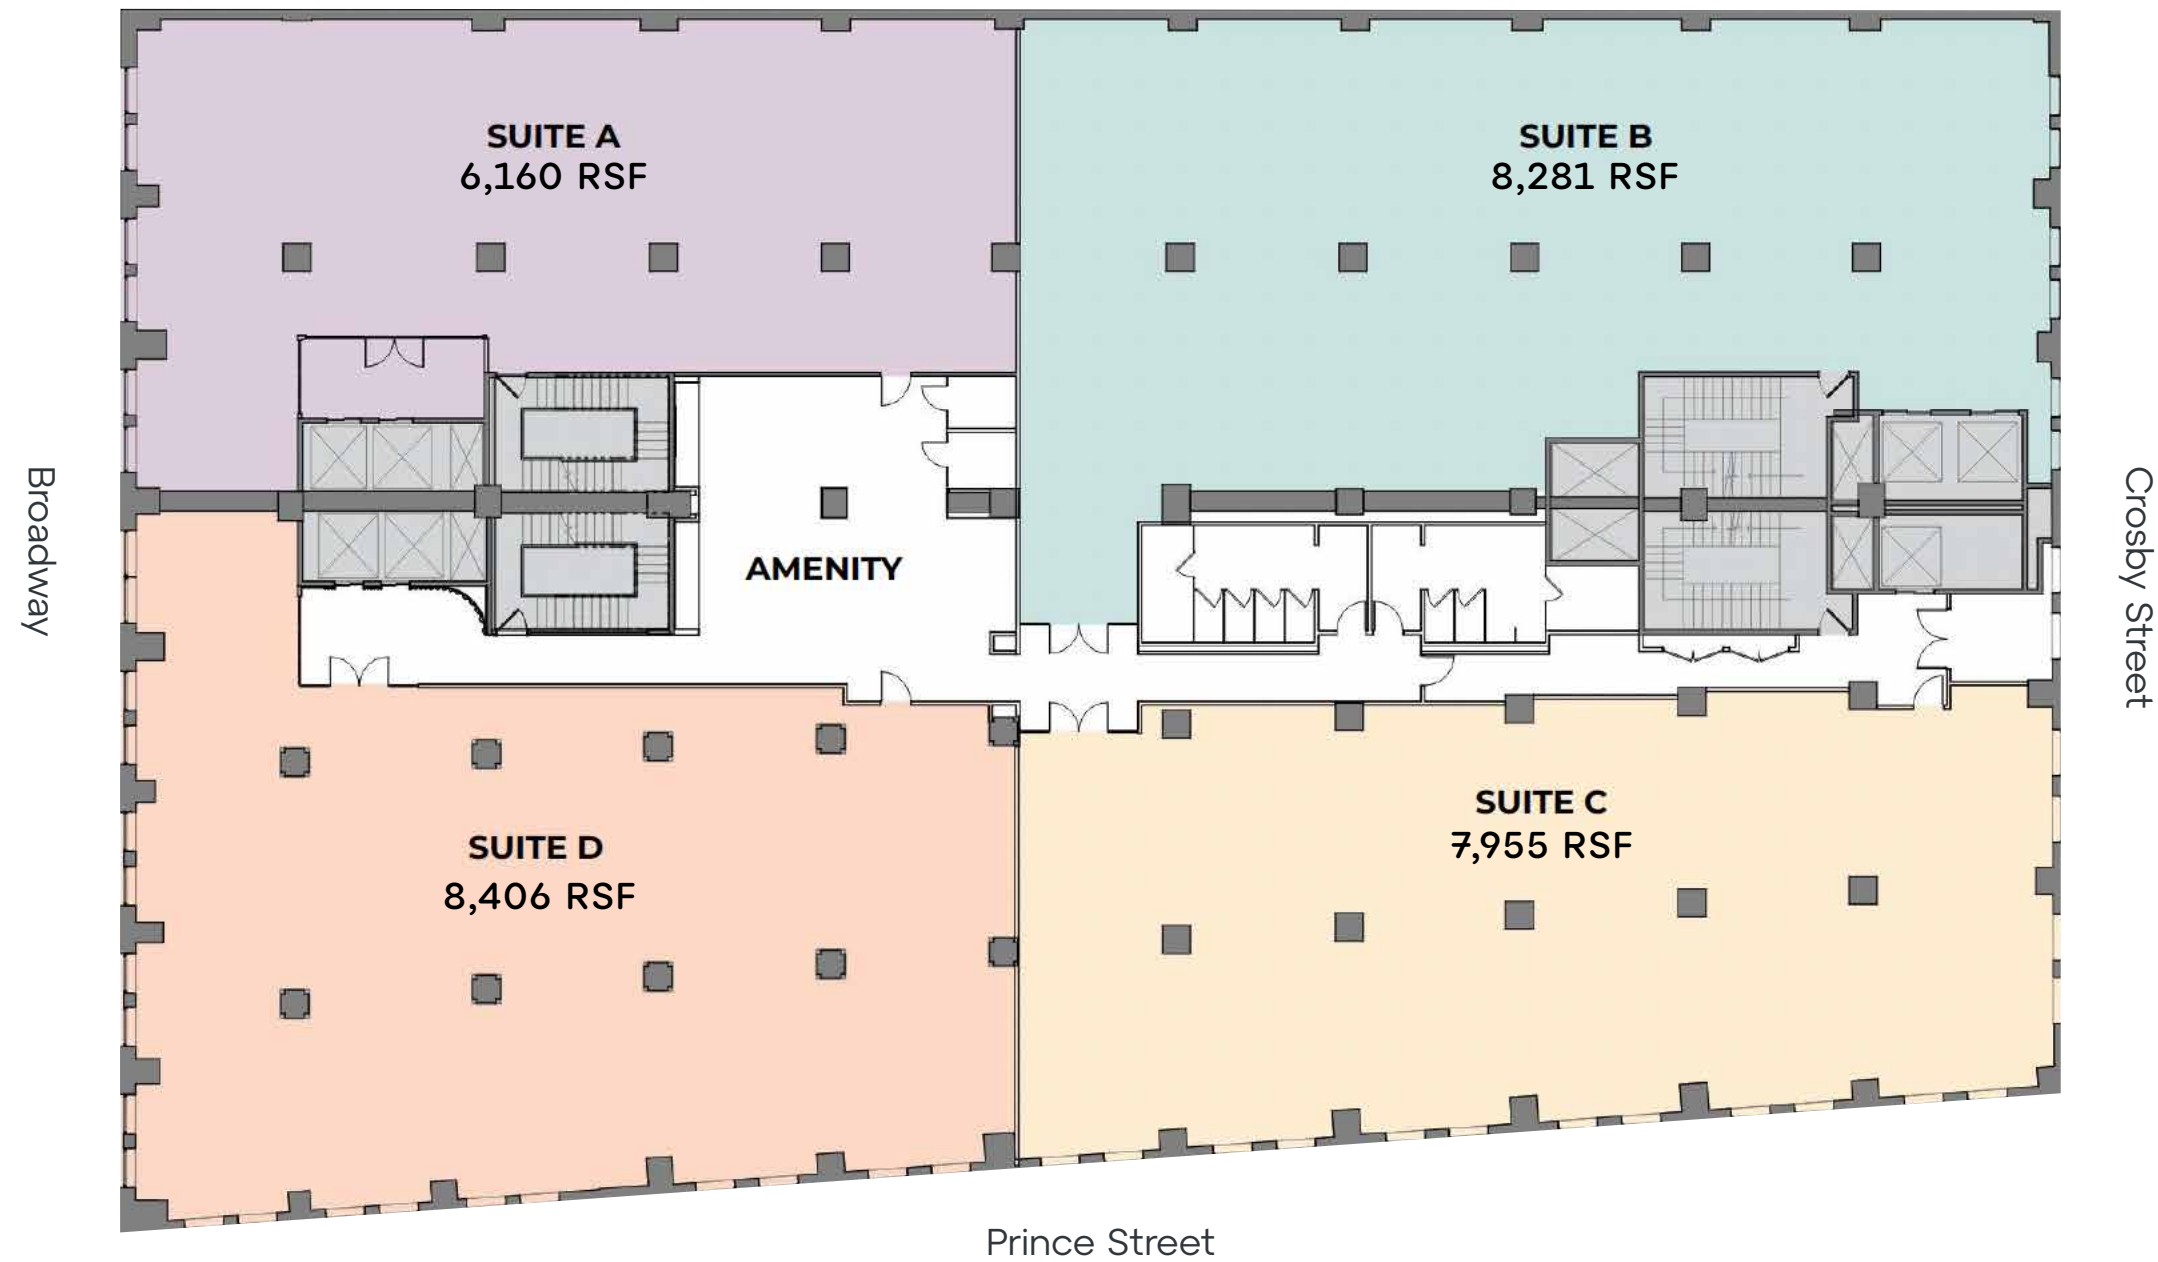 SUITE A
6,160 RSF
SUITE B
8,281 RSF
Broadway
Crosby Street
AMENITY
SUITE C
7,955 RSF
SUITE D
8,406 RSF
Prince Street